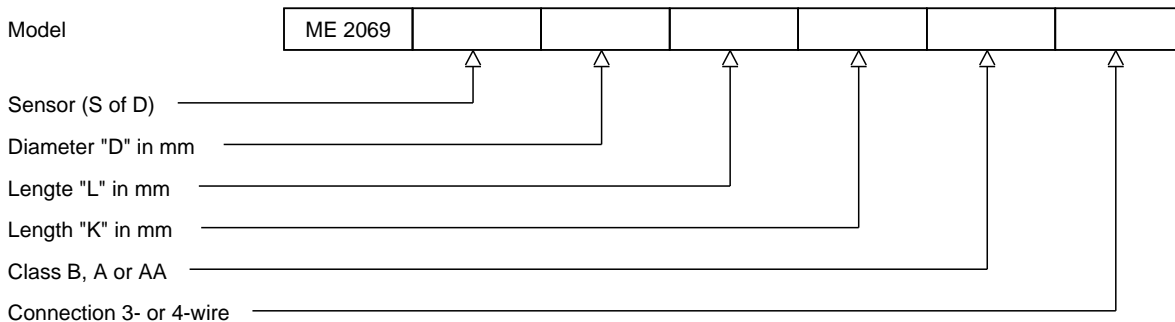 Model ME 2069
Sensor (S of D)
Diameter "D" in mm
Lengte "L" in mm
Length "K" in mm
Class B, A or AA
Connection 3- or 4-wire